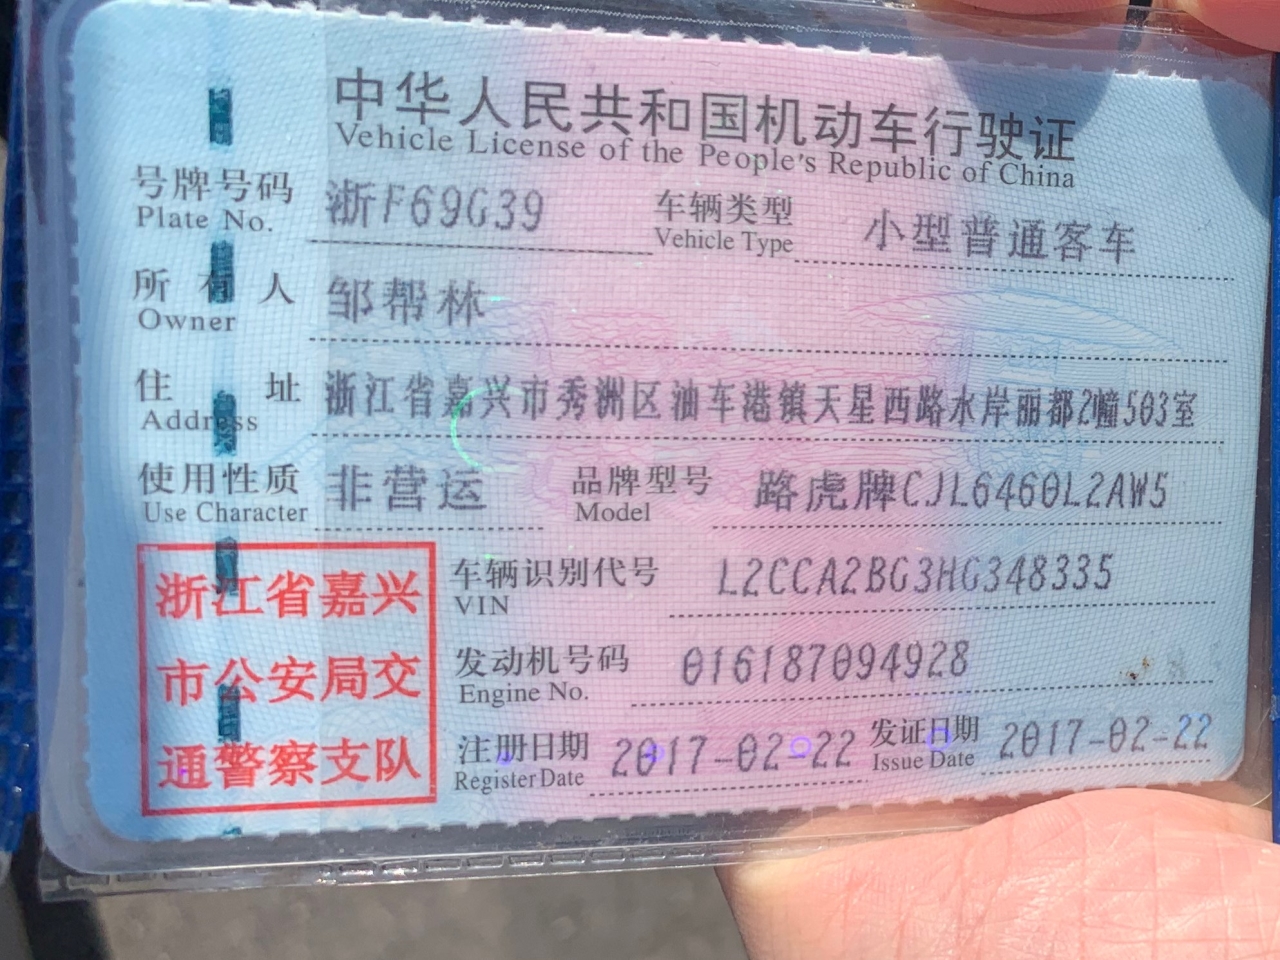 中华人民共和国机动车行驶证
Vehicle License of the People's Republic of China
号牌号码 浙F69G39 车辆类型 小型普通客车
Plate No. Vehicle Type
所有人 邹帮林
Owner
住址 浙江省嘉兴市秀洲区油车港镇天星西路水岸丽都2幢503室
Address
使用性质 非营运 品牌型号 路虎牌CJL6460L2AW5
Use Character Model
车辆识别代号 L2CCA2BG3HG348335
VIN
发动机号码 016187094928
Engine No.
注册日期 2017-02-22 发证日期 2017-02-22
Register Date Issue Date
浙江省嘉兴
市公安局交
通警察支队